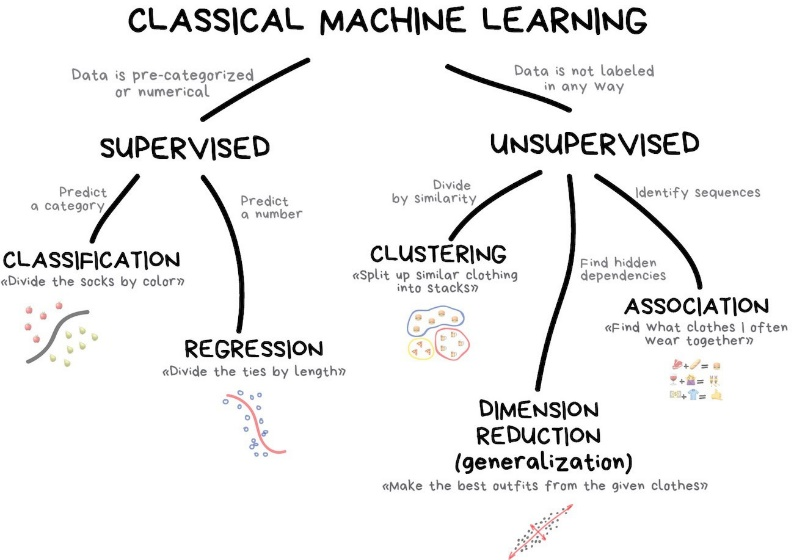 CLASSICAL MACHINE LEARNING
Data is pre-categorized
or numerical
Data is not labeled
in any way
SUPERVISED
UNSUPERVISED
Predict
a category
Predict
a number
Divide
by similarity
Identify sequences
CLASSIFICATION
«Divide the socks by color»
CLUSTERING
«Split up similar clothing
into stacks»
Find hidden
dependencies
ASSOCIATION
«Find what clothes I often
wear together»
REGRESSION
«Divide the ties by length»
DIMENSION
REDUCTION
(generalization)
«Make the best outfits from the given clothes»